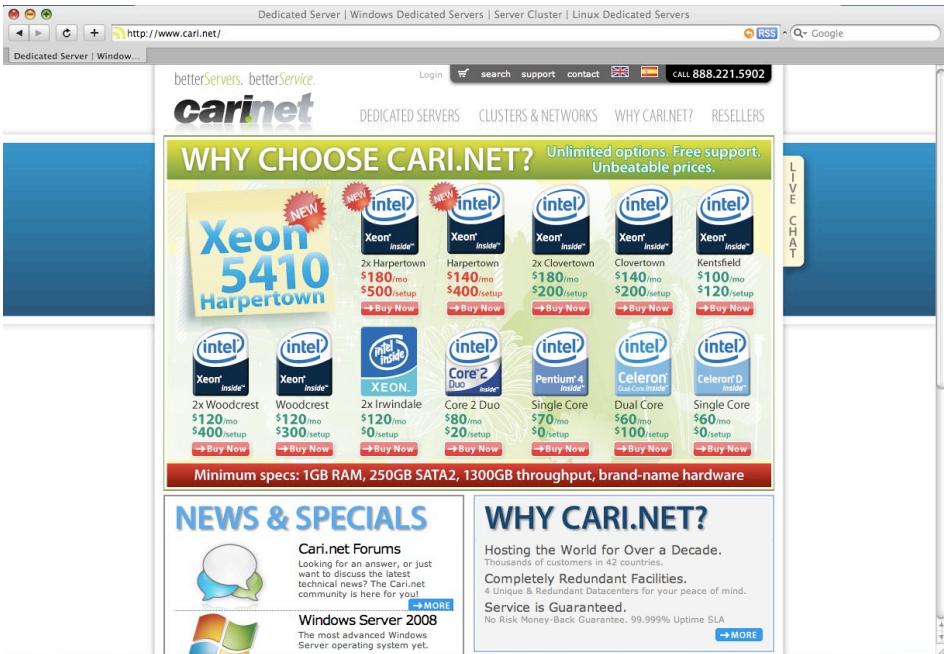 Dedicated Server | Windows Dedicated Servers | Server Cluster | Linux Dedicated Servers
http://www.cari.net/
RSS
Google
Dedicated Server | Window...
betterServers. betterService.
Login
search support contact
CALL 888.221.5902
cari.net
DEDICATED SERVERS CLUSTERS & NETWORKS WHY CARI.NET? RESELLERS
WHY CHOOSE CARI.NET?
Unlimited options. Free support.
Unbeatable prices.
LIVE CHAT
NEW
Xeon
5410
Harpertown
NEW
intel
Xeon
inside™
2x Harpertown
$180/mo
$500/setup
Buy Now
NEW
intel
Xeon
inside™
Harpertown
$140/mo
$400/setup
Buy Now
intel
Xeon
inside™
2x Clovertown
$180/mo
$200/setup
Buy Now
intel
Xeon
inside™
Clovertown
$140/mo
$200/setup
Buy Now
intel
Xeon
inside™
Kentsfield
$100/mo
$120/setup
Buy Now
intel
Xeon
inside™
2x Woodcrest
$120/mo
$400/setup
Buy Now
intel
Xeon
inside™
Woodcrest
$120/mo
$300/setup
Buy Now
intel
inside
XEON
2x Irwindale
$120/mo
$0/setup
Buy Now
intel
Core™2
Duo
inside™
Core 2 Duo
$80/mo
$20/setup
Buy Now
intel
Pentium 4
inside™
Single Core
$70/mo
$0/setup
Buy Now
intel
Celeron
Dual-Core inside™
Dual Core
$60/mo
$100/setup
Buy Now
intel
Celeron D
inside™
Single Core
$60/mo
$0/setup
Buy Now
Minimum specs: 1GB RAM, 250GB SATA2, 1300GB throughput, brand-name hardware
NEWS & SPECIALS
Cari.net Forums
Looking for an answer, or just
want to discuss the latest
technical news? The Cari.net
community is here for you!
MORE
Windows Server 2008
The most advanced Windows
Server operating system yet.
WHY CARI.NET?
Hosting the World for Over a Decade.
Thousands of customers in 42 countries.
Completely Redundant Facilities.
4 Unique & Redundant Datacenters for your peace of mind.
Service is Guaranteed.
No Risk Money-Back Guarantee. 99.999% Uptime SLA
MORE